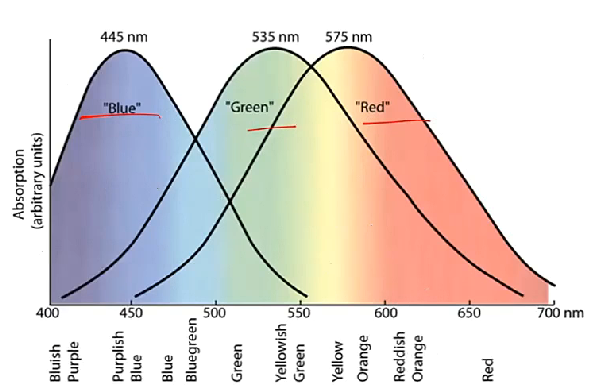 445 nm
535 nm
575 nm
"Blue"
"Green"
"Red"
Absorption
(arbitrary units)
400
450
500
550
600
650
700 nm
Bluish
Purple
Purplish
Blue
Blue
Bluegreen
Green
Yellowish
Green
Yellow
Orange
Reddish
Orange
Red